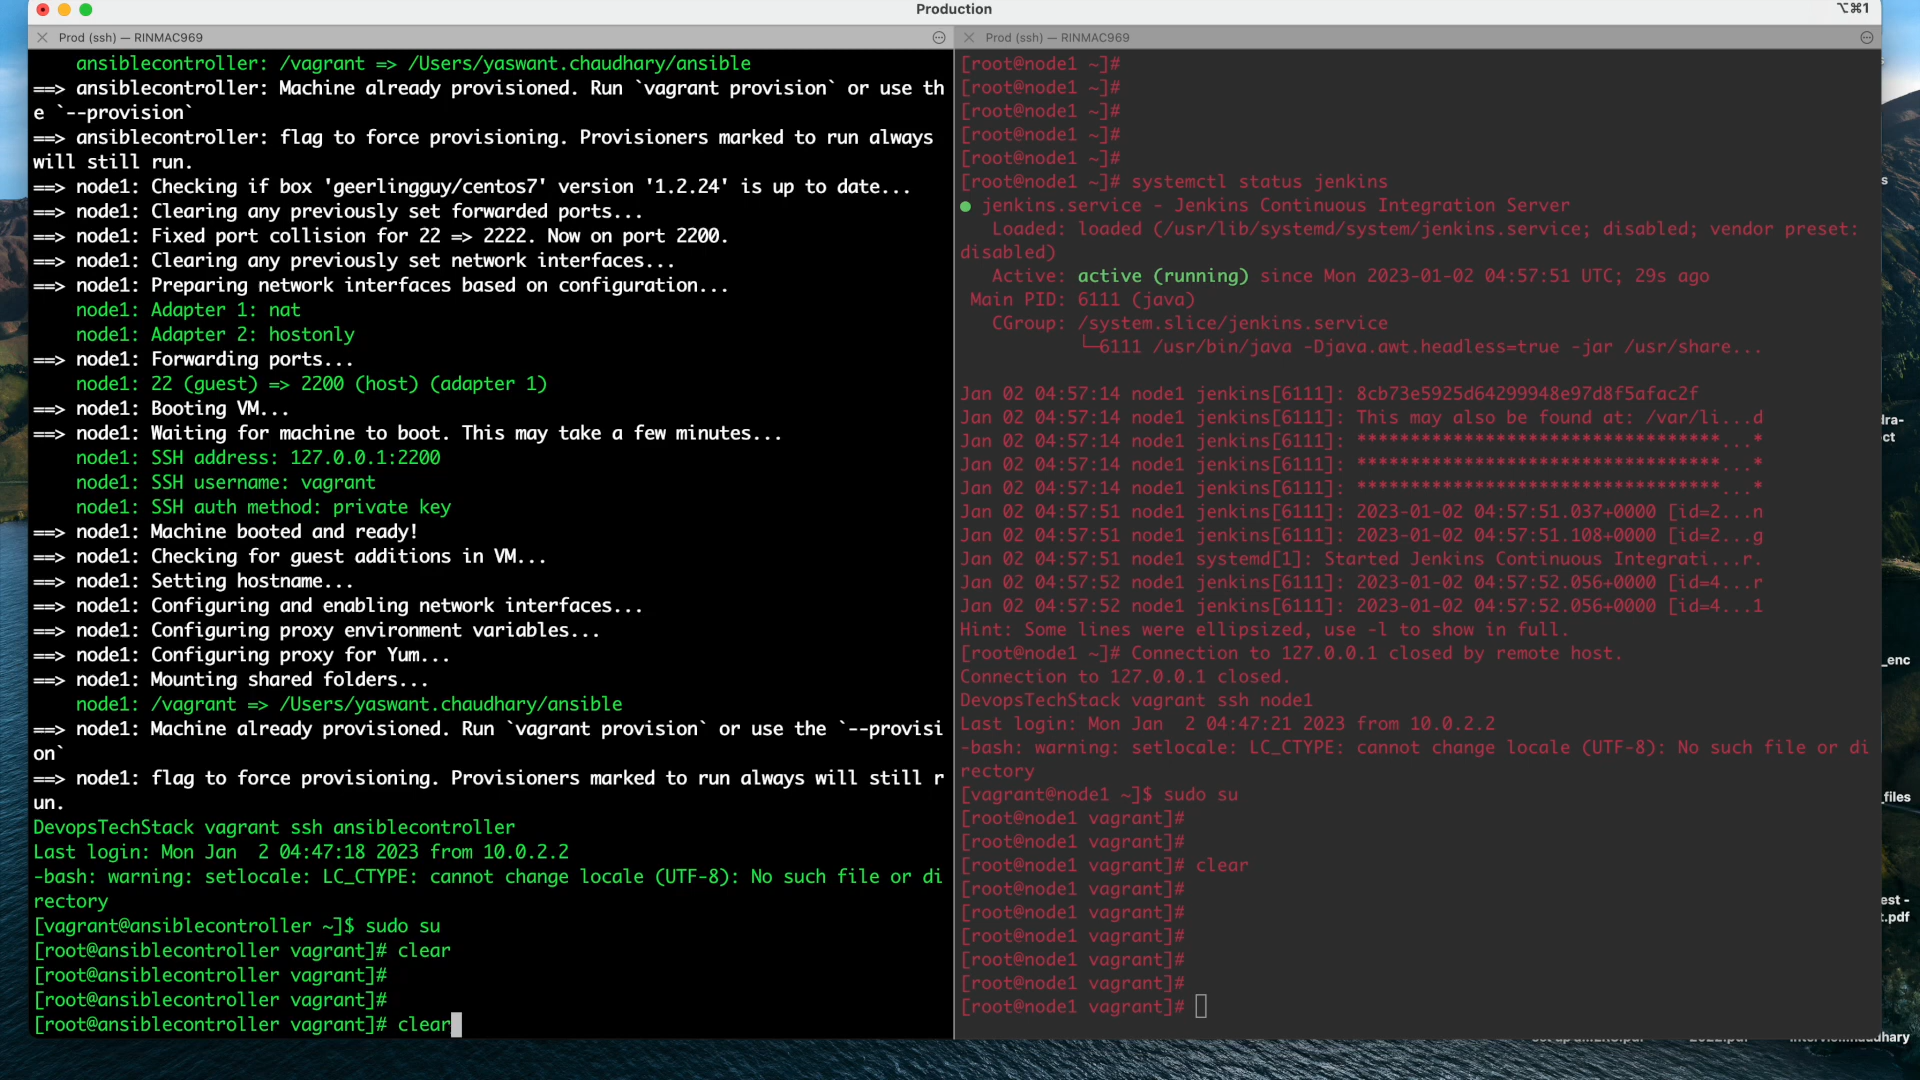 Production
⌥⌘1
Prod (ssh) — RINMAC969
ansiblecontroller: /vagrant => /Users/yaswant.chaudhary/ansible
==> ansiblecontroller: Machine already provisioned. Run `vagrant provision` or use th
e `--provision`
==> ansiblecontroller: flag to force provisioning. Provisioners marked to run always
will still run.
==> node1: Checking if box 'geerlingguy/centos7' version '1.2.24' is up to date...
==> node1: Clearing any previously set forwarded ports...
==> node1: Fixed port collision for 22 => 2222. Now on port 2200.
==> node1: Clearing any previously set network interfaces...
==> node1: Preparing network interfaces based on configuration...
node1: Adapter 1: nat
node1: Adapter 2: hostonly
==> node1: Forwarding ports...
node1: 22 (guest) => 2200 (host) (adapter 1)
==> node1: Booting VM...
==> node1: Waiting for machine to boot. This may take a few minutes...
node1: SSH address: 127.0.0.1:2200
node1: SSH username: vagrant
node1: SSH auth method: private key
==> node1: Machine booted and ready!
==> node1: Checking for guest additions in VM...
==> node1: Setting hostname...
==> node1: Configuring and enabling network interfaces...
==> node1: Configuring proxy environment variables...
==> node1: Configuring proxy for Yum...
==> node1: Mounting shared folders...
node1: /vagrant => /Users/yaswant.chaudhary/ansible
==> node1: Machine already provisioned. Run `vagrant provision` or use the `--provisi
on`
==> node1: flag to force provisioning. Provisioners marked to run always will still r
un.
DevopsTechStack vagrant ssh ansiblecontroller
Last login: Mon Jan  2 04:47:18 2023 from 10.0.2.2
-bash: warning: setlocale: LC_CTYPE: cannot change locale (UTF-8): No such file or di
rectory
[vagrant@ansiblecontroller ~]$ sudo su
[root@ansiblecontroller vagrant]# clear
[root@ansiblecontroller vagrant]#
[root@ansiblecontroller vagrant]#
[root@ansiblecontroller vagrant]# clear
Prod (ssh) — RINMAC969
[root@node1 ~]#
[root@node1 ~]#
[root@node1 ~]#
[root@node1 ~]#
[root@node1 ~]#
[root@node1 ~]# systemctl status jenkins
● jenkins.service - Jenkins Continuous Integration Server
Loaded: loaded (/usr/lib/systemd/system/jenkins.service; disabled; vendor preset:
disabled)
Active: active (running) since Mon 2023-01-02 04:57:51 UTC; 29s ago
Main PID: 6111 (java)
CGroup: /system.slice/jenkins.service
└─6111 /usr/bin/java -Djava.awt.headless=true -jar /usr/share...
Jan 02 04:57:14 node1 jenkins[6111]: 8cb73e5925d64299948e97d8f5afac2f
Jan 02 04:57:14 node1 jenkins[6111]: This may also be found at: /var/li...d
Jan 02 04:57:14 node1 jenkins[6111]: **********************************...*
Jan 02 04:57:14 node1 jenkins[6111]: **********************************...*
Jan 02 04:57:14 node1 jenkins[6111]: **********************************...*
Jan 02 04:57:51 node1 jenkins[6111]: 2023-01-02 04:57:51.037+0000 [id=2...n
Jan 02 04:57:51 node1 jenkins[6111]: 2023-01-02 04:57:51.108+0000 [id=2...g
Jan 02 04:57:51 node1 systemd[1]: Started Jenkins Continuous Integrati...r.
Jan 02 04:57:52 node1 jenkins[6111]: 2023-01-02 04:57:52.056+0000 [id=4...r
Jan 02 04:57:52 node1 jenkins[6111]: 2023-01-02 04:57:52.056+0000 [id=4...1
Hint: Some lines were ellipsized, use -l to show in full.
[root@node1 ~]# Connection to 127.0.0.1 closed by remote host.
Connection to 127.0.0.1 closed.
DevopsTechStack vagrant ssh node1
Last login: Mon Jan  2 04:47:21 2023 from 10.0.2.2
-bash: warning: setlocale: LC_CTYPE: cannot change locale (UTF-8): No such file or di
rectory
[vagrant@node1 ~]$ sudo su
[root@node1 vagrant]#
[root@node1 vagrant]#
[root@node1 vagrant]# clear
[root@node1 vagrant]#
[root@node1 vagrant]#
[root@node1 vagrant]#
[root@node1 vagrant]#
[root@node1 vagrant]#
[root@node1 vagrant]#
_enc
_files